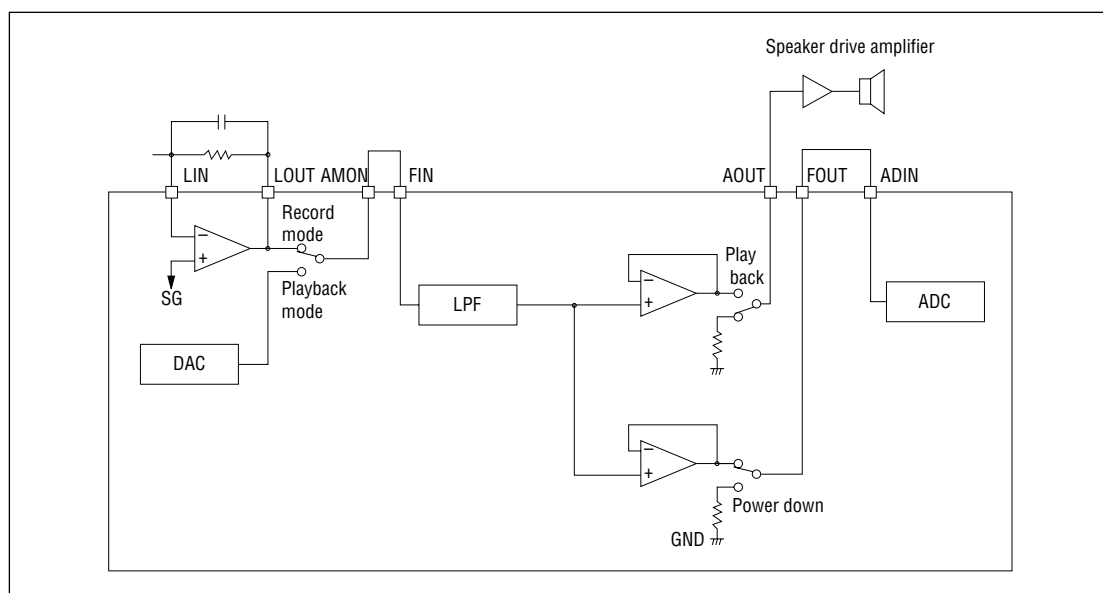 Speaker drive amplifier
LIN
LOUT AMON
FIN
AOUT
FOUT
ADIN
Record
mode
−
+
SG
Playback
mode
DAC
LPF
−
+
Play
back
ADC
−
+
Power down
GND